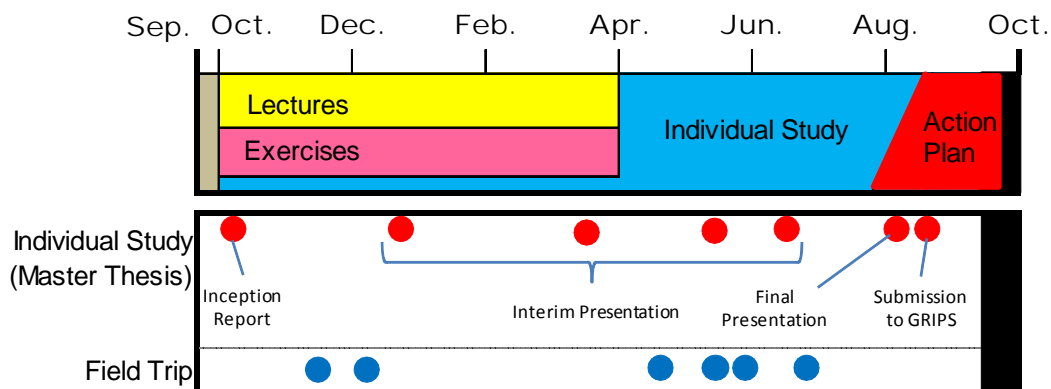 Sep. Oct. Dec. Feb. Apr. Jun. Aug. Oct.
Lectures
Exercises
Individual Study
Action
Plan
Individual Study
(Master Thesis)
Inception
Report
Interim Presentation
Final
Presentation
Submission
to GRIPS
Field Trip